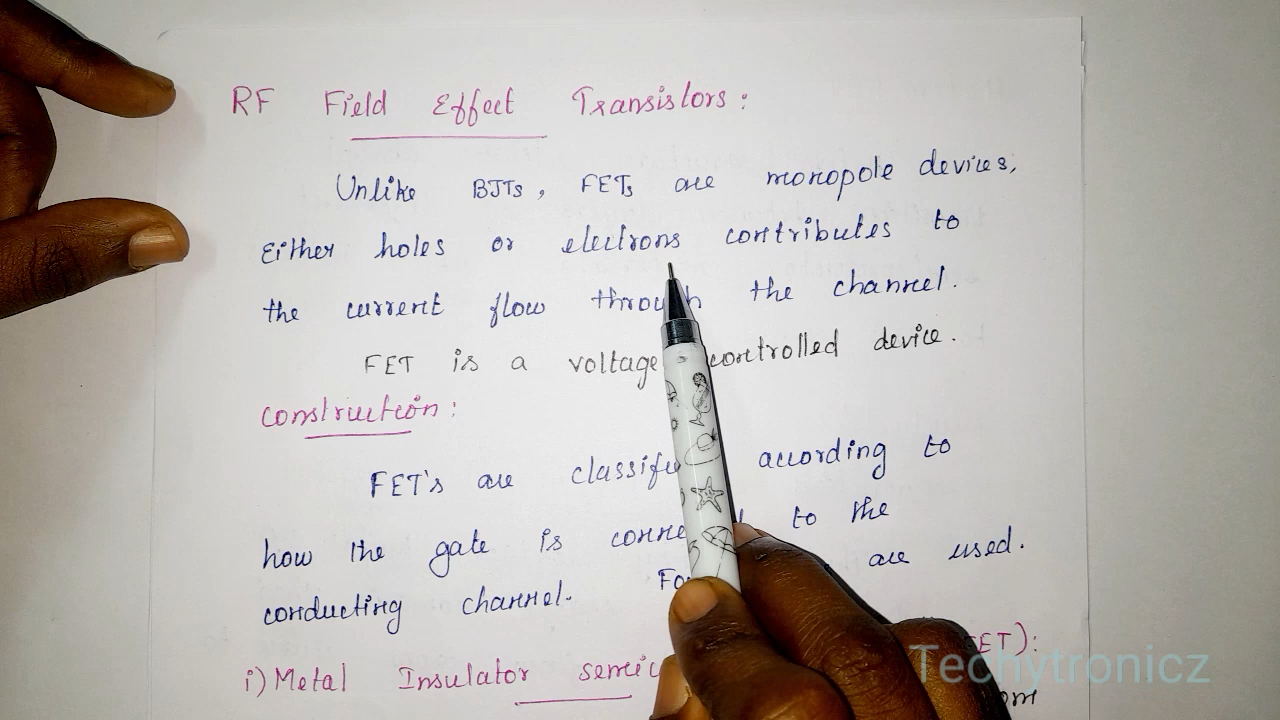 RF Field Effect Transistors:
Unlike BJTs, FETs are monopole devices,
Either holes or electrons contributes to
the current flow through the channel.
FET is a voltage controlled device.
construction:
FET's are according to
how the gate is to the
conducting channel. are used.
i) Metal Insulator
Techytronicz